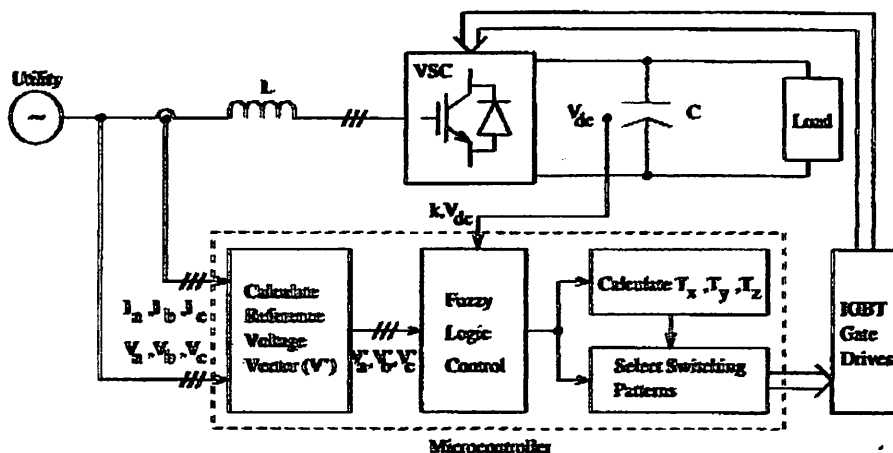 Utility
L
VSC
V_dc
C
Load
k.V_dc
I_a ,I_b ,I_c
V_a ,V_b ,V_c
Calculate
Reference
Voltage
Vector (V*)
V*_a, V*_b, V*_c
Fuzzy
Logic
Control
Calculate T_x ,T_y ,T_z
Select Switching
Patterns
IGBT
Gate
Drives
Microcontroller